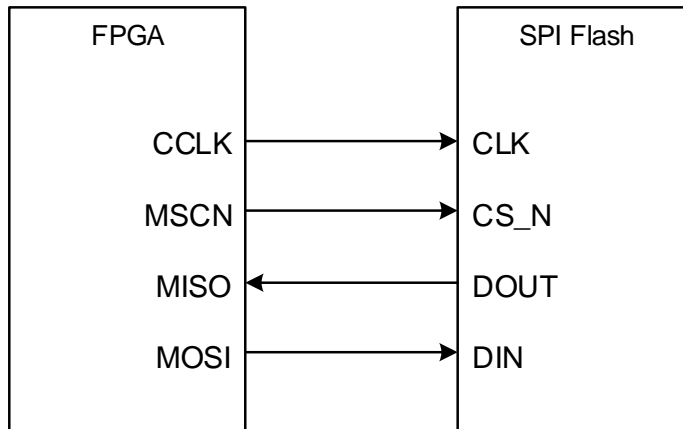 FPGA SPI Flash
CCLK CLK
MSCN CS_N
MISO DOUT
MOSI DIN